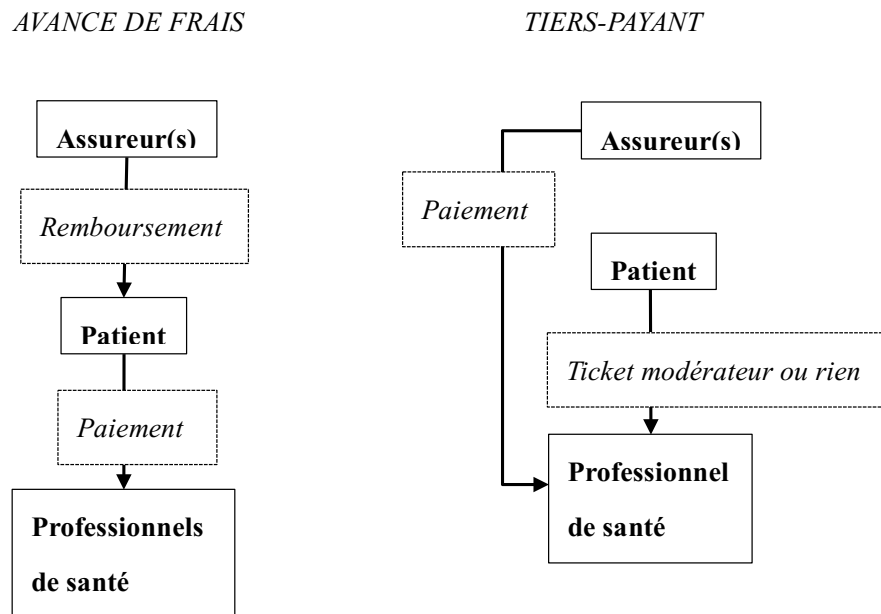 AVANCE DE FRAIS
Assureur(s)
Remboursement
Patient
Paiement
Professionnels
de santé
TIERS-PAYANT
Assureur(s)
Paiement
Patient
Ticket modérateur ou rien
Professionnel
de santé